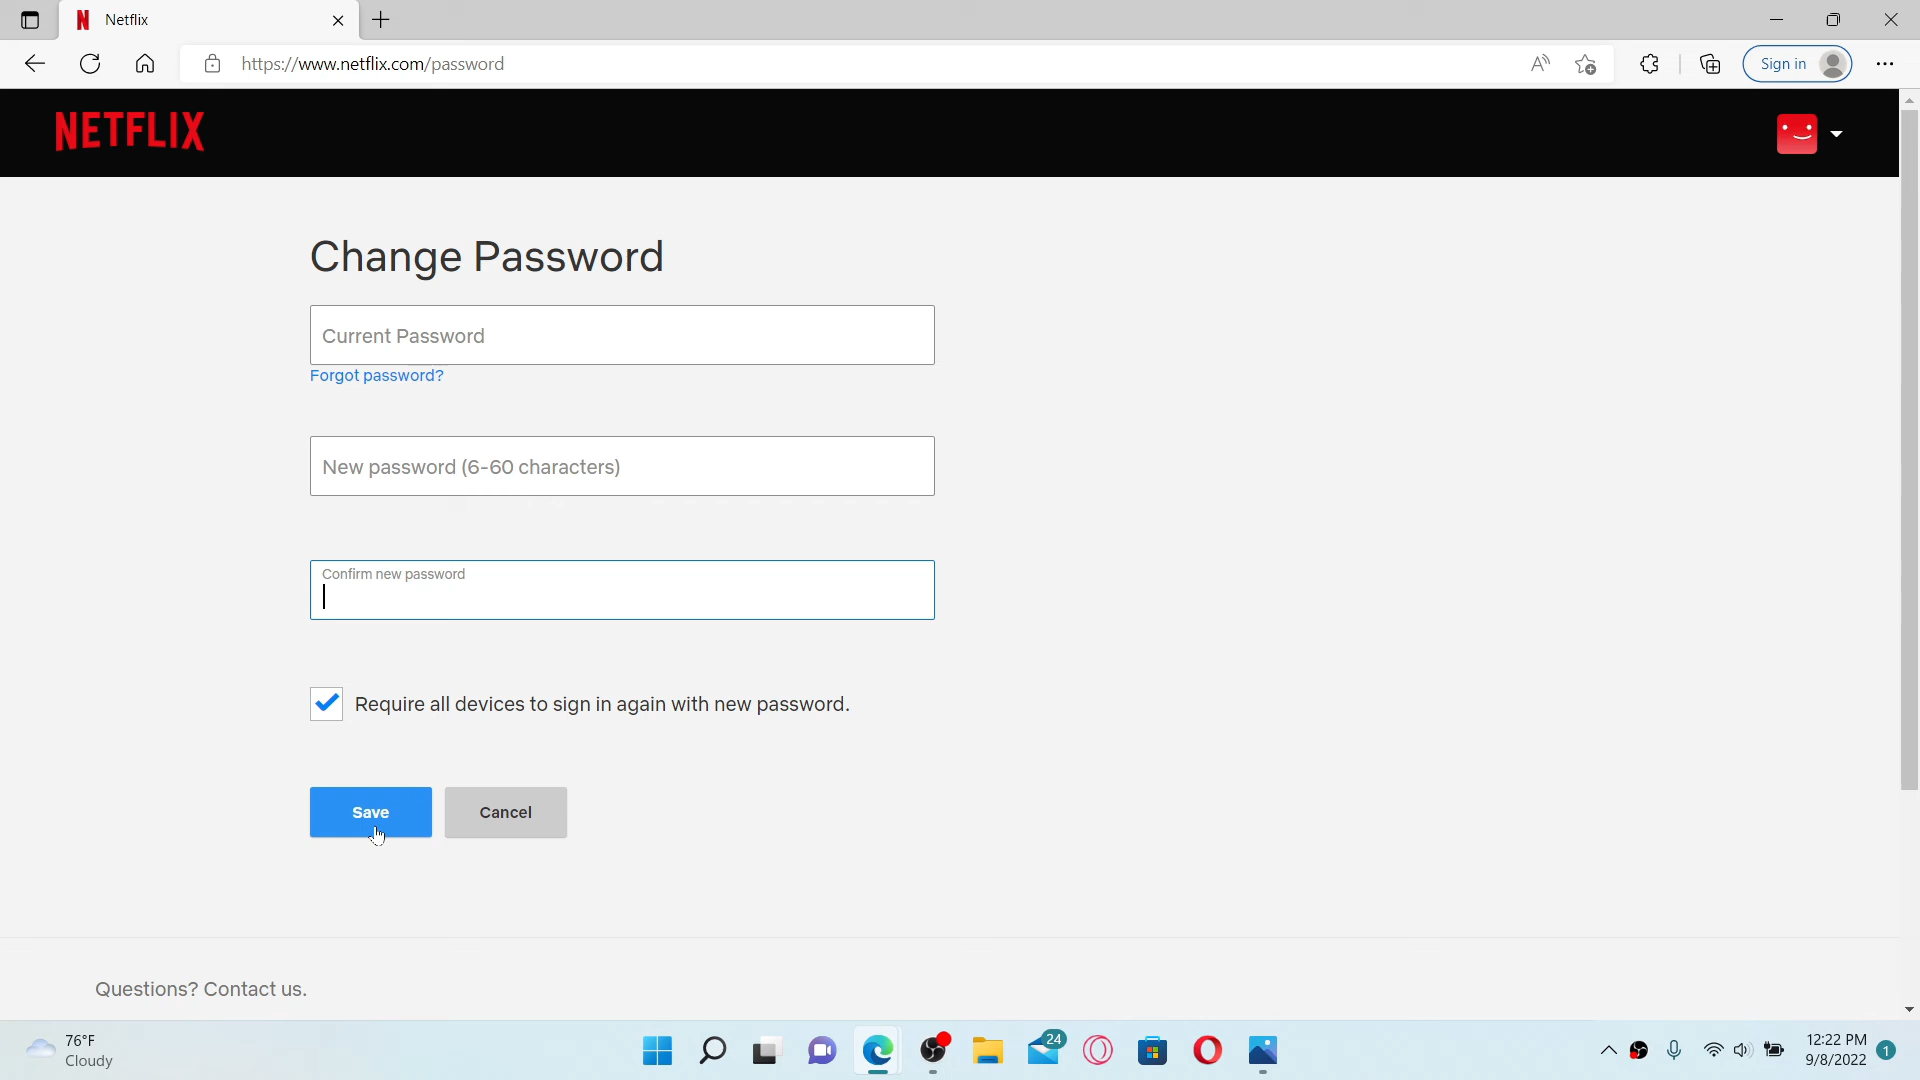 Netflix
https://www.netflix.com/password
A
Sign in
NETFLIX
Change Password
Current Password
Forgot password?
New password (6-60 characters)
Confirm new password
Require all devices to sign in again with new password.
Save
Cancel
Questions? Contact us.
76°F
Cloudy
24
12:22 PM
9/8/2022
1